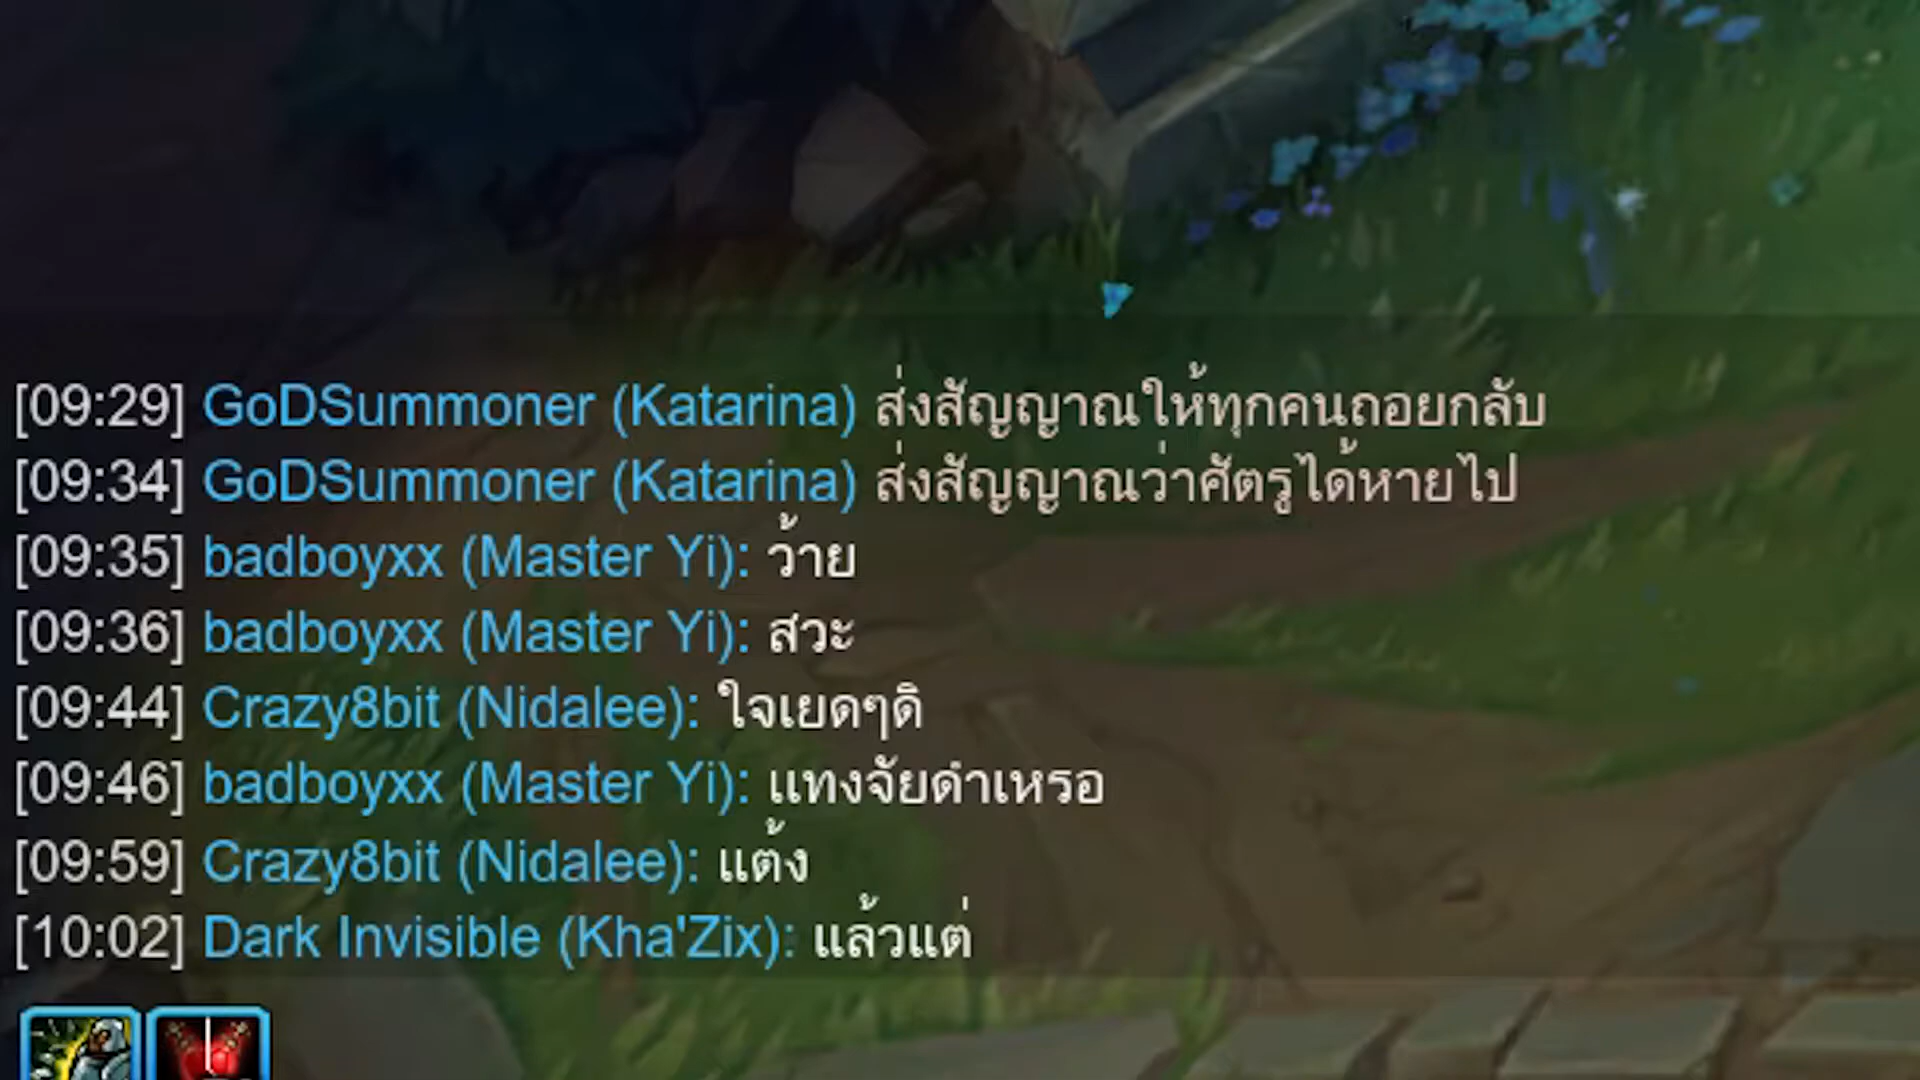 [09:29] GoDSummoner (Katarina) ส่งสัญญาณให้ทุกคนถอยกลับ
[09:34] GoDSummoner (Katarina) ส่งสัญญาณว่าศัตรูได้หายไป
[09:35] badboyxx (Master Yi): ว้าย
[09:36] badboyxx (Master Yi): สวะ
[09:44] Crazy8bit (Nidalee): ใจเยดๆดิ
[09:46] badboyxx (Master Yi): แทงจัยดำเหรอ
[09:59] Crazy8bit (Nidalee): แต้ง
[10:02] Dark Invisible (Kha'Zix): แล้วแต่